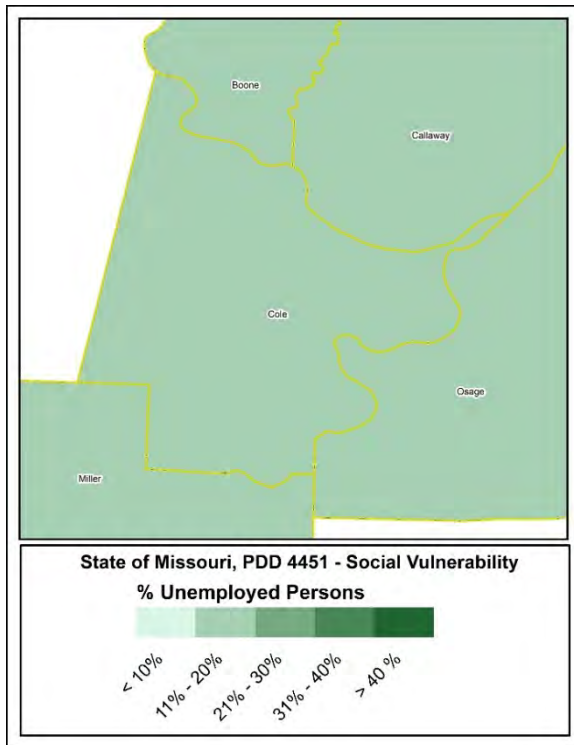 Boone
Callaway
Cole
Osage
Miller
State of Missouri, PDD 4451 - Social Vulnerability
% Unemployed Persons
< 10%
11% - 20%
21% - 30%
31% - 40%
> 40 %